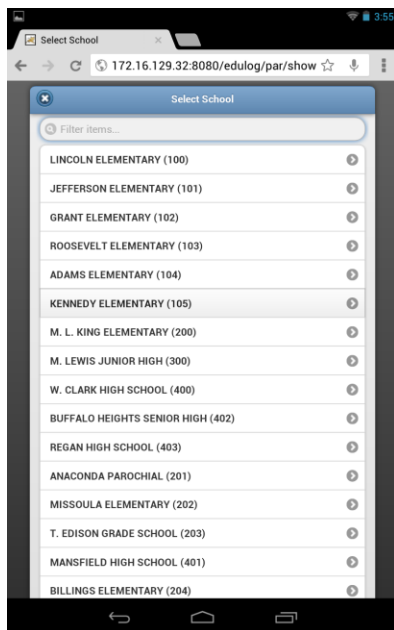 3:55
Select School
172.16.129.32:8080/edulog/par/show
Select School
Filter items...
LINCOLN ELEMENTARY (100)
JEFFERSON ELEMENTARY (101)
GRANT ELEMENTARY (102)
ROOSEVELT ELEMENTARY (103)
ADAMS ELEMENTARY (104)
KENNEDY ELEMENTARY (105)
M. L. KING ELEMENTARY (200)
M. LEWIS JUNIOR HIGH (300)
W. CLARK HIGH SCHOOL (400)
BUFFALO HEIGHTS SENIOR HIGH (402)
REGAN HIGH SCHOOL (403)
ANACONDA PAROCHIAL (201)
MISSOULA ELEMENTARY (202)
T. EDISON GRADE SCHOOL (203)
MANSFIELD HIGH SCHOOL (401)
BILLINGS ELEMENTARY (204)